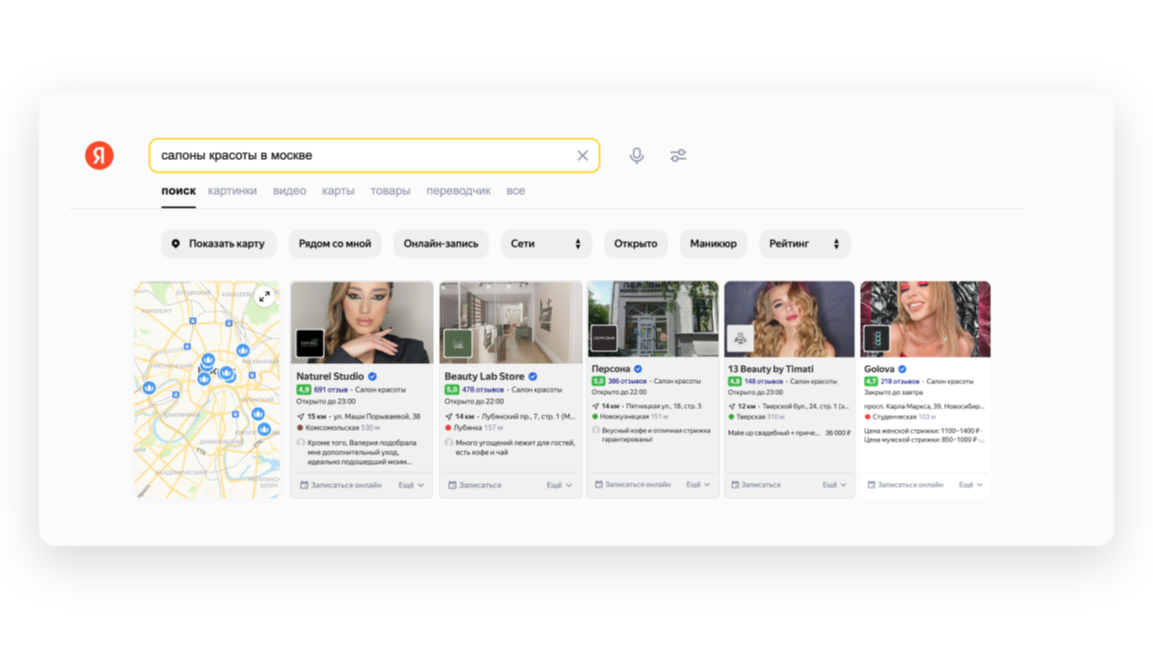 Я
салоны красоты в москве
поиск картинки видео карты товары переводчик все
Показать карту Рядом со мной Онлайн-запись Сети Открыто Маникюр Рейтинг
ТТК
ТТК
Naturel Studio
4,9 691 отзыв · Салон красоты
Открыто до 23:00
15 км · ул. Маши Порываевой, 38
Комсомольская 530 м
Кроме того, Валерия подобрала
мне дополнительный уход,
идеально подошедший моим...
Записаться онлайн Ещё
Beauty Lab Store
5,0 478 отзывов · Салон красоты
Открыто до 22:00
14 км · Лубянский пр., 7, стр. 1 (М...
Лубянка 157 м
Много угощений лежит для гостей,
есть кофе и чай
Записаться Ещё
ПЕРСОНА
Персона
5,0 386 отзывов · Салон красоты
Открыто до 22:00
14 км · Пятницкая ул., 18, стр. 3
Новокузнецкая 151 м
Вкусный кофе и отличная стрижка
гарантированы!
Записаться онлайн Ещё
13 Beauty by Timati
4,8 148 отзывов · Салон красоты
Открыто до 23:00
12 км · Тверской бул., 24, стр. 1 (э...
Тверская 310 м
Make up свадебный + приче... 36 000 ₽
Записаться Ещё
Golova
4,7 218 отзывов · Салон красоты
Закрыто до завтра
просп. Карла Маркса, 39, Новосибир...
Студенческая 103 м
Цена женской стрижки: 1100–1400 ₽ ·
Цена мужской стрижки: 850–1000 ₽ ·...
Записаться онлайн Ещё